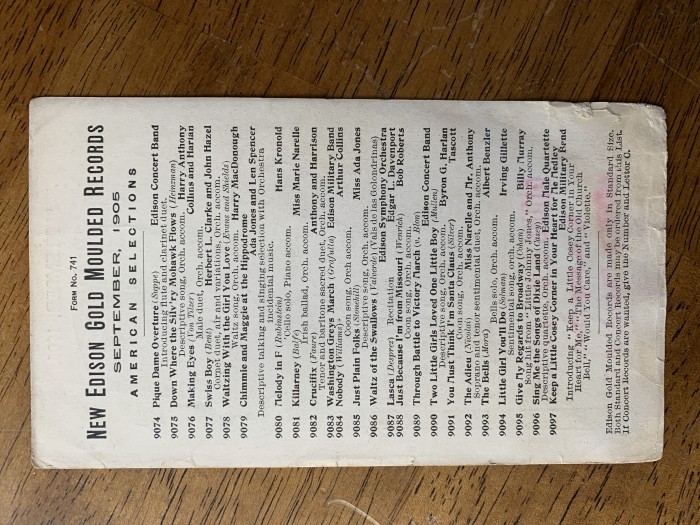 FORM NO. 741
NEW EDISON GOLD MOULDED RECORDS
SEPTEMBER, 1905
AMERICAN SELECTIONS
9074 Pique Dame Overture (Suppe) Edison Concert Band
Introducing flute and clarinet duet.
9075 Down Where the Silv'ry Mohawk Flows (Heinzman)
Descriptive song, Orch. accom. Harry Anthony
9076 Making Eyes (Von Tilzer) Collins and Harlan
Male duet, Orch. accom.
9077 Swiss Boy Herbert L. Clarke and John Hazel
Cornet duet, air and variations, Orch. accom.
9078 Waltzing With the Girl You Love (Evans and Shields)
Waltz song, Orch. accom. Harry MacDonough
9079 Chimmie and Maggie at the Hippodrome
Ada Jones and Len Spencer
Descriptive talking and singing selection with Orchestra
incidental music.
9080 Melody in F (Rubinstein) Hans Kronold
'Cello solo, Piano accom.
9081 Killarney (Balfe) Miss Marie Narelle
Irish ballad, Orch. accom.
9082 Crucifix (Faure) Anthony and Harrison
Tenor and baritone sacred duet, Orch. accom.
9083 Washington Greys March (Grafulla) Edison Military Band
9084 Nobody (Williams) Arthur Collins
Coon song, Orch. accom.
9085 Just Plain Folks (Stonehill) Miss Ada Jones
Descriptive song, Orch. accom.
9086 Waltz of the Swallows (Valverde) (Vals de las Golondrinas)
Edison Symphony Orchestra
9087 Lasca (Desprez) Recitation Edgar L. Davenport
9088 Just Because I'm from Missouri (Wenrich) Bob Roberts
Coon song, Orch. accom.
9089 Through Battle to Victory March (v. Blon)
Edison Concert Band
9090 Two Little Girls Loved One Little Boy (Mullen)
Descriptive song, Orch. accom. Byron G. Harlan
9091 You Must Think I'm Santa Claus (Silver) Tascott
Coon song, Orch. accom.
9092 The Adieu (Nicolai) Miss Narelle and Mr. Anthony
Soprano and tenor sentimental duet, Orch. accom.
9093 The Bells Albert Benzler
Bells solo, Orch. accom.
9094 Little Girl You'll Do (Solman) Irving Gillette
Sentimental song, Orch. accom.
9095 Give My Regards to Broadway (Cohan) Billy Murray
Song hit from "Little Johnny Jones," Orch. accom.
9096 Sing Me the Songs of Dixie Land Edison Male Quartette
Descriptive quartette, Orch. accom.
9097 Keep a Little Cosey Corner in Your Heart for Me Medley
Edison Military Band
Introducing "Keep a Little Cosey Corner in Your
Heart for Me," "The Message of the Old Church
Bell," "Would You Care," and "Violette."
Edison Gold Moulded Records are made only in Standard Size.
Both Standard and Concert Records may be ordered from this List.
If Concert Records are wanted, give the Number and Letter C.